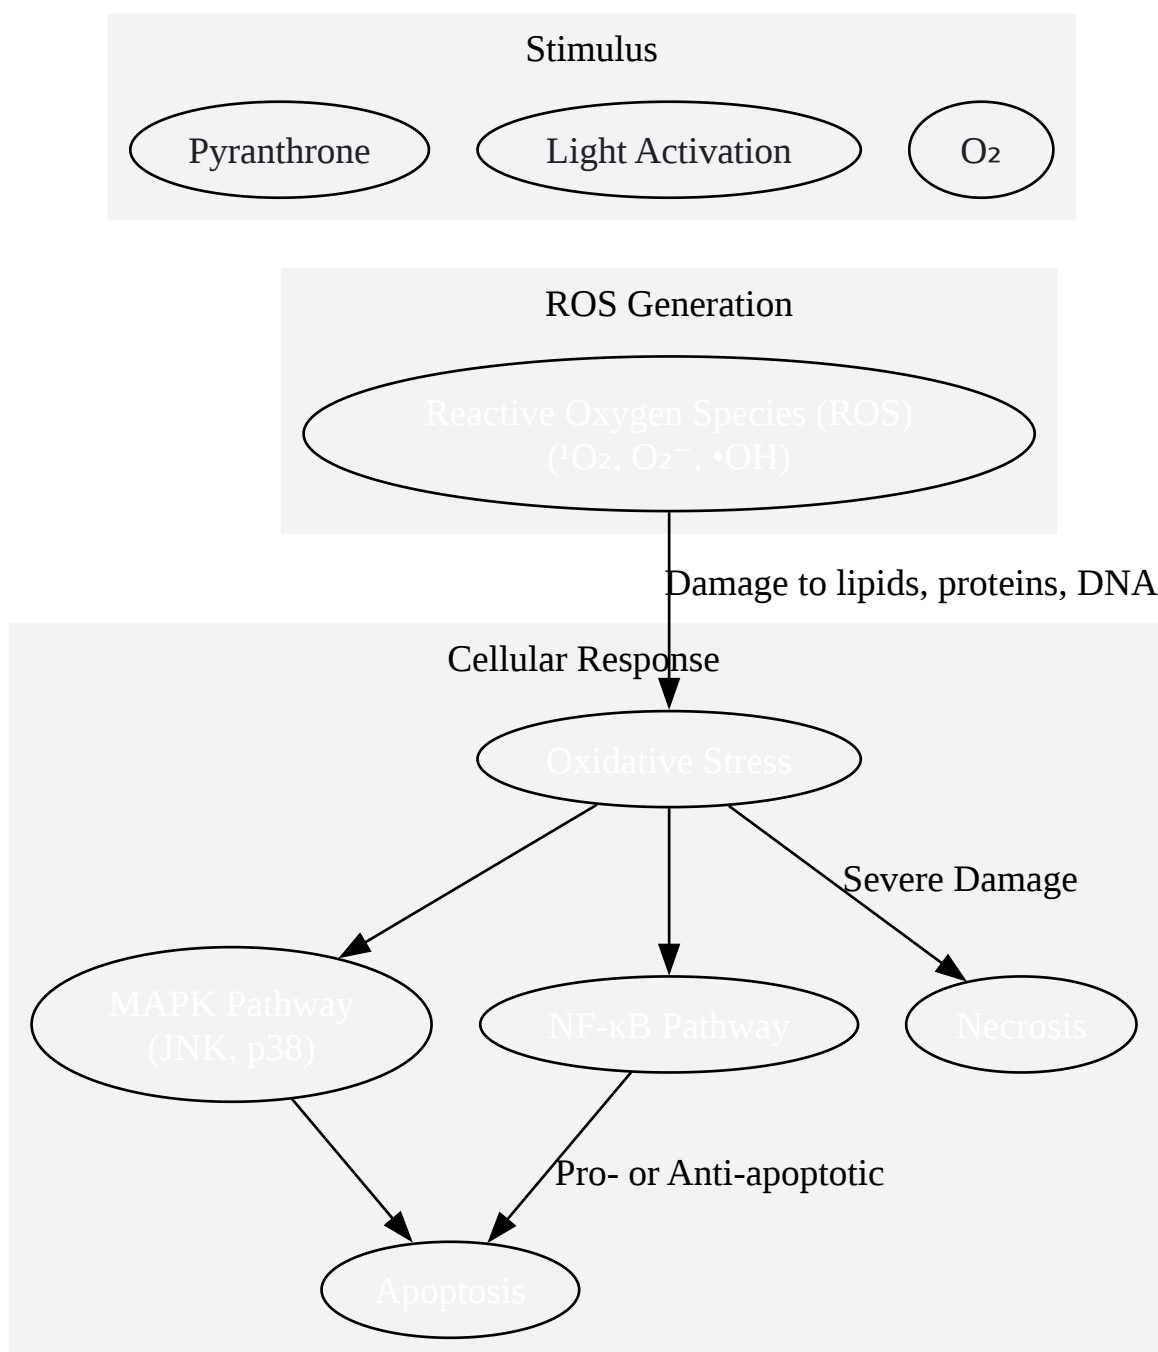 Stimulus
Pyranthrone
Light Activation
O₂
ROS Generation
Reactive Oxygen Species (ROS)
(¹O₂, O₂⁻, •OH)
Damage to lipids, proteins, DNA
Cellular Response
Oxidative Stress
Severe Damage
MAPK Pathway
(JNK, p38)
NF-κB Pathway
Necrosis
Pro- or Anti-apoptotic
Apoptosis